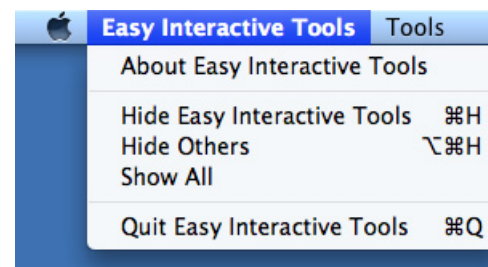 Easy Interactive Tools Tools
About Easy Interactive Tools
Hide Easy Interactive Tools ⌘H
Hide Others ⌥⌘H
Show All
Quit Easy Interactive Tools ⌘Q